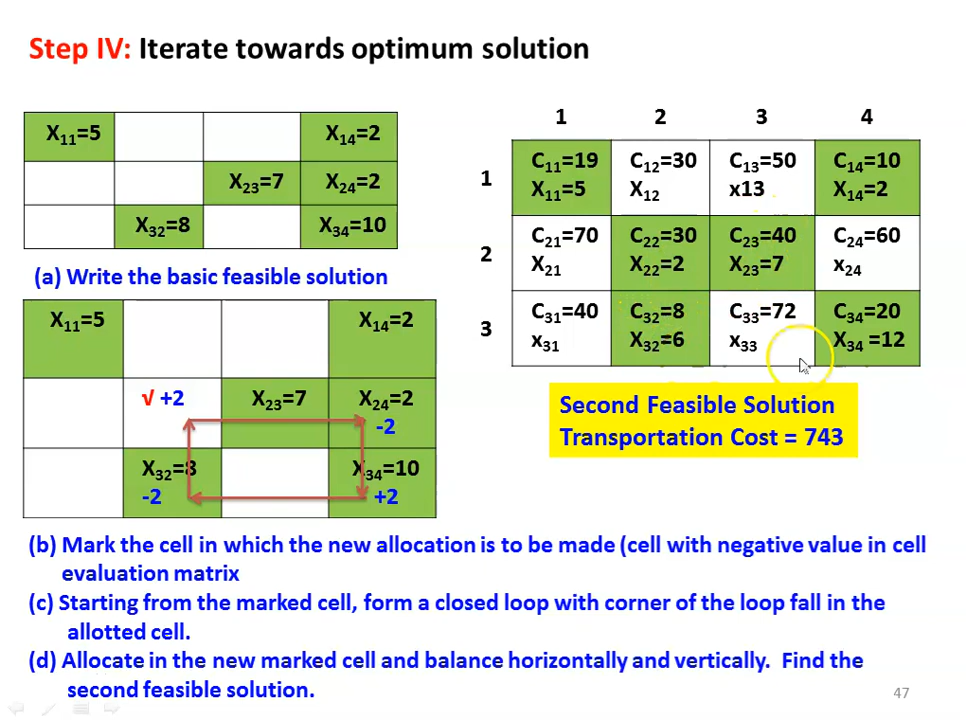 Step IV: Iterate towards optimum solution
X11=5 X14=2
X23=7 X24=2
X32=8 X34=10
(a) Write the basic feasible solution
X11=5 X14=2
√ +2 X23=7 X24=2
-2
X32=8 X34=10
-2 +2
1 2 3 4
1 C11=19 C12=30 C13=50 C14=10
X11=5 X12 x13 X14=2
2 C21=70 C22=30 C23=40 C24=60
X21 X22=2 X23=7 x24
3 C31=40 C32=8 C33=72 C34=20
x31 X32=6 x33 X34 =12
Second Feasible Solution
Transportation Cost = 743
(b) Mark the cell in which the new allocation is to be made (cell with negative value in cell
evaluation matrix
(c) Starting from the marked cell, form a closed loop with corner of the loop fall in the
allotted cell.
(d) Allocate in the new marked cell and balance horizontally and vertically. Find the
second feasible solution.
47